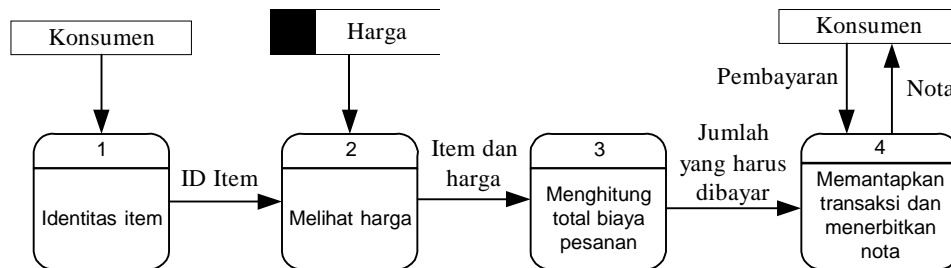 Konsumen
Harga
Konsumen
Pembayaran
Nota
1
Identitas item
ID Item
2
Melihat harga
Item dan
harga
3
Menghitung
total biaya
pesanan
Jumlah
yang harus
dibayar
4
Memantapkan
transaksi dan
menerbitkan
nota